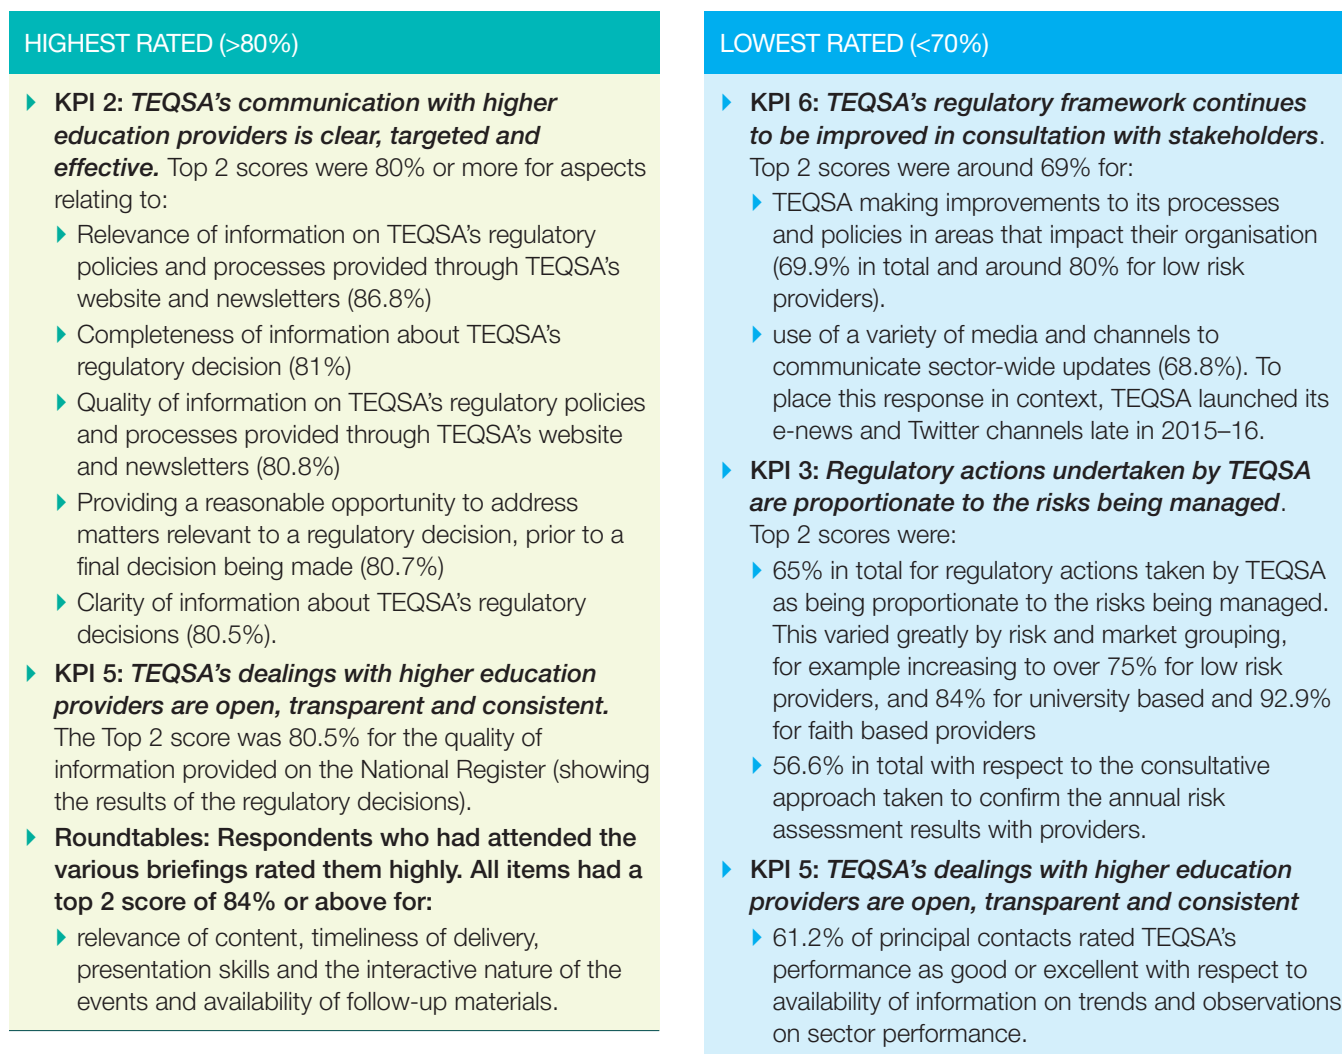 HIGHEST RATED (>80%)
KPI 2: TEQSA’s communication with higher
education providers is clear, targeted and
effective. Top 2 scores were 80% or more for aspects
relating to:
Relevance of information on TEQSA’s regulatory
policies and processes provided through TEQSA’s
website and newsletters (86.8%)
Completeness of information about TEQSA’s
regulatory decision (81%)
Quality of information on TEQSA’s regulatory policies
and processes provided through TEQSA’s website
and newsletters (80.8%)
Providing a reasonable opportunity to address
matters relevant to a regulatory decision, prior to a
final decision being made (80.7%)
Clarity of information about TEQSA’s regulatory
decisions (80.5%).
KPI 5: TEQSA’s dealings with higher education
providers are open, transparent and consistent.
The Top 2 score was 80.5% for the quality of
information provided on the National Register (showing
the results of the regulatory decisions).
Roundtables: Respondents who had attended the
various briefings rated them highly. All items had a
top 2 score of 84% or above for:
relevance of content, timeliness of delivery,
presentation skills and the interactive nature of the
events and availability of follow-up materials.
LOWEST RATED (<70%)
KPI 6: TEQSA’s regulatory framework continues
to be improved in consultation with stakeholders.
Top 2 scores were around 69% for:
TEQSA making improvements to its processes
and policies in areas that impact their organisation
(69.9% in total and around 80% for low risk
providers).
use of a variety of media and channels to
communicate sector-wide updates (68.8%). To
place this response in context, TEQSA launched its
e-news and Twitter channels late in 2015–16.
KPI 3: Regulatory actions undertaken by TEQSA
are proportionate to the risks being managed.
Top 2 scores were:
65% in total for regulatory actions taken by TEQSA
as being proportionate to the risks being managed.
This varied greatly by risk and market grouping,
for example increasing to over 75% for low risk
providers, and 84% for university based and 92.9%
for faith based providers
56.6% in total with respect to the consultative
approach taken to confirm the annual risk
assessment results with providers.
KPI 5: TEQSA’s dealings with higher education
providers are open, transparent and consistent
61.2% of principal contacts rated TEQSA’s
performance as good or excellent with respect to
availability of information on trends and observations
on sector performance.